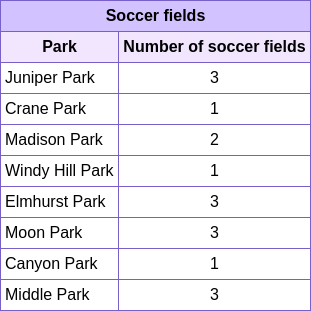 Soccer fields
Park Number of soccer fields
Juniper Park 3
Crane Park 1
Madison Park 2
Windy Hill Park 1
Elmhurst Park 3
Moon Park 3
Canyon Park 1
Middle Park 3